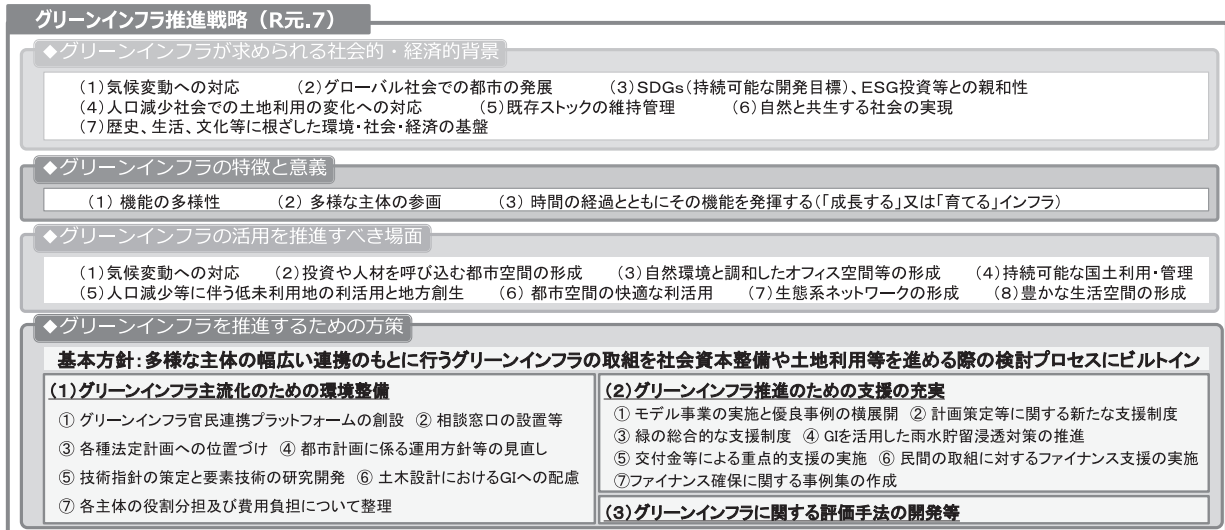 グリーンインフラ推進戦略（R元.7）
◆グリーンインフラが求められる社会的・経済的背景
（1）気候変動への対応　（2）グローバル社会での都市の発展　（3）SDGs（持続可能な開発目標）、ESG投資等との親和性
（4）人口減少社会での土地利用の変化への対応　（5）既存ストックの維持管理　（6）自然と共生する社会の実現
（7）歴史、生活、文化等に根ざした環境・社会・経済の基盤
◆グリーンインフラの特徴と意義
（1）機能の多様性　（2）多様な主体の参画　（3）時間の経過とともにその機能を発揮する（「成長する」又は「育てる」インフラ）
◆グリーンインフラの活用を推進すべき場面
（1）気候変動への対応　（2）投資や人材を呼び込む都市空間の形成　（3）自然環境と調和したオフィス空間等の形成　（4）持続可能な国土利用・管理
（5）人口減少等に伴う低未利用地の利活用と地方創生　（6）都市空間の快適な利活用　（7）生態系ネットワークの形成　（8）豊かな生活空間の形成
◆グリーンインフラを推進するための方策
基本方針：多様な主体の幅広い連携のもとに行うグリーンインフラの取組を社会資本整備や土地利用等を進める際の検討プロセスにビルトイン
（1）グリーンインフラ主流化のための環境整備
① グリーンインフラ官民連携プラットフォームの創設　② 相談窓口の設置等
③ 各種法定計画への位置づけ　④ 都市計画に係る運用方針等の見直し
⑤ 技術指針の策定と要素技術の研究開発　⑥ 土木設計におけるGIへの配慮
⑦ 各主体の役割分担及び費用負担について整理
（2）グリーンインフラ推進のための支援の充実
① モデル事業の実施と優良事例の横展開　② 計画策定等に関する新たな支援制度
③ 緑の総合的な支援制度　④ GIを活用した雨水貯留浸透対策の推進
⑤ 交付金等による重点的支援の実施　⑥ 民間の取組に対するファイナンス支援の実施
⑦ファイナンス確保に関する事例集の作成
（3）グリーンインフラに関する評価手法の開発等